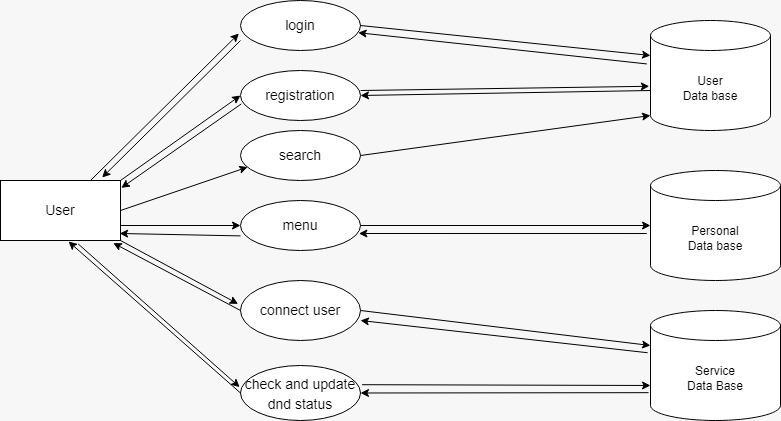 login
registration
search
User
menu
connect user
check and update
dnd status
User
Data base
Personal
Data base
Service
Data Base